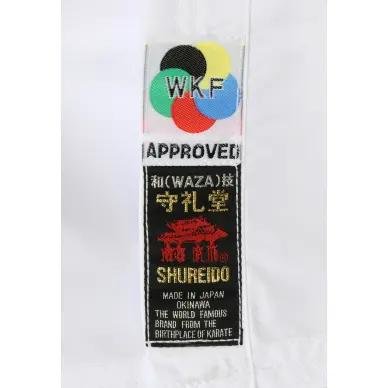 WKF
APPROVED
和(WAZA)技
守礼堂
®
SHUREIDO
MADE IN JAPAN
OKINAWA
THE WORLD FAMOUS
BRAND FROM THE
BIRTHPLACE OF KARATE